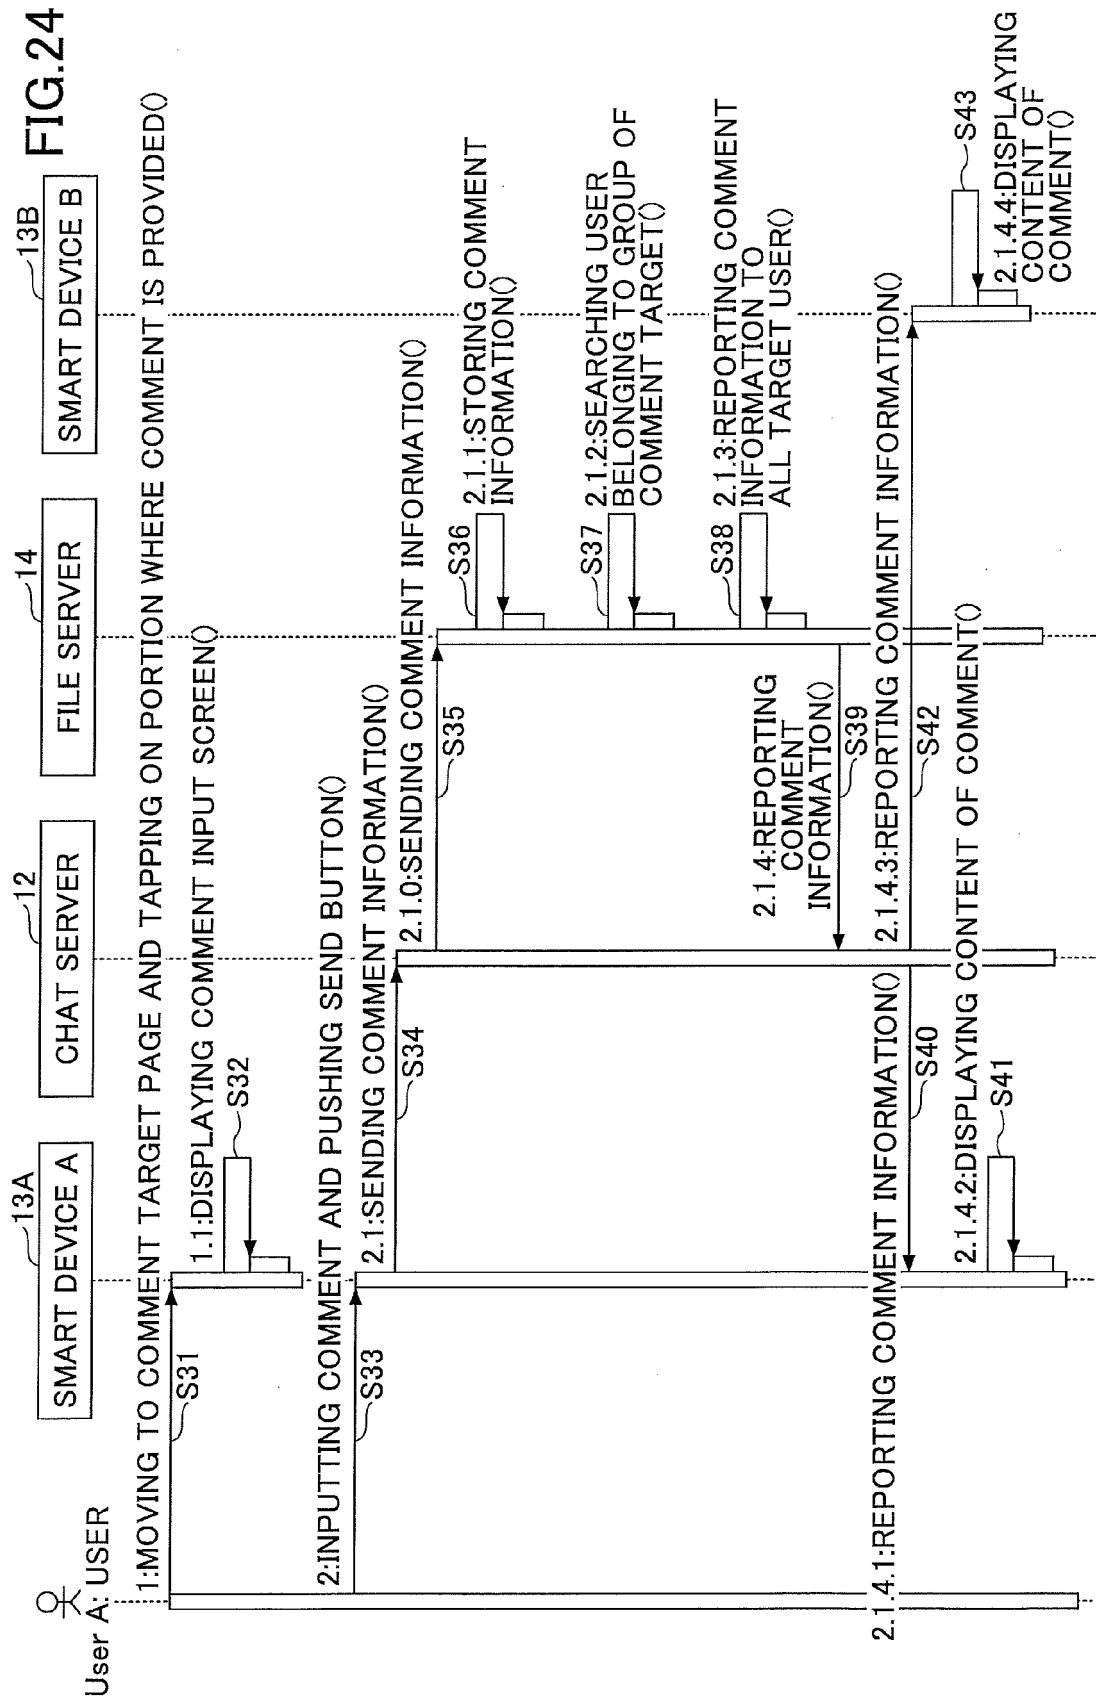 FIG.24
User A: USER
13A
SMART DEVICE A
12
CHAT SERVER
14
FILE SERVER
13B
SMART DEVICE B
1:MOVING TO COMMENT TARGET PAGE AND TAPPING ON PORTION WHERE COMMENT IS PROVIDED()
S31
1.1:DISPLAYING COMMENT INPUT SCREEN()
S32
2:INPUTTING COMMENT AND PUSHING SEND BUTTON()
S33
2.1:SENDING COMMENT INFORMATION()
S34
2.1.0:SENDING COMMENT INFORMATION()
S35
S36
2.1.1:STORING COMMENT
INFORMATION()
S37
2.1.2:SEARCHING USER
BELONGING TO GROUP OF
COMMENT TARGET()
S38
2.1.3:REPORTING COMMENT
INFORMATION TO
ALL TARGET USER()
2.1.4:REPORTING
COMMENT
INFORMATION()
S39
2.1.4.1:REPORTING COMMENT INFORMATION()
S40
2.1.4.3:REPORTING COMMENT INFORMATION()
S42
2.1.4.2:DISPLAYING CONTENT OF COMMENT()
S41
S43
2.1.4.4:DISPLAYING
CONTENT OF
COMMENT()